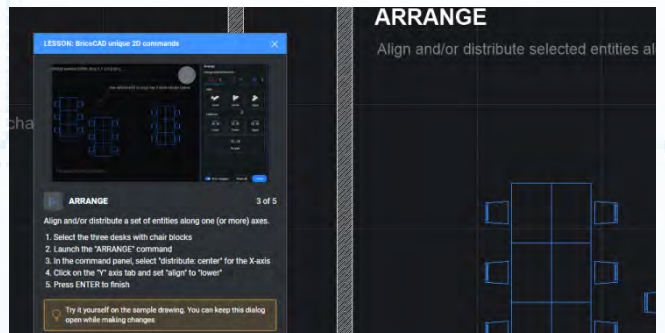 ARRANGE
Align and/or distribute selected entities al
LESSON: BricsCAD unique 2D commands
cha
ARRANGE
3 of 5
Align and/or distribute a set of entities along one (or more) axes.
1. Select the three desks with chair blocks
2. Launch the "ARRANGE" command
3. In the command panel, select "distribute: center" for the X-axis
4. Click on the "Y" axis tab and set "align" to "lower"
5. Press ENTER to finish
Try it yourself on the sample drawing. You can keep this dialog
open while making changes